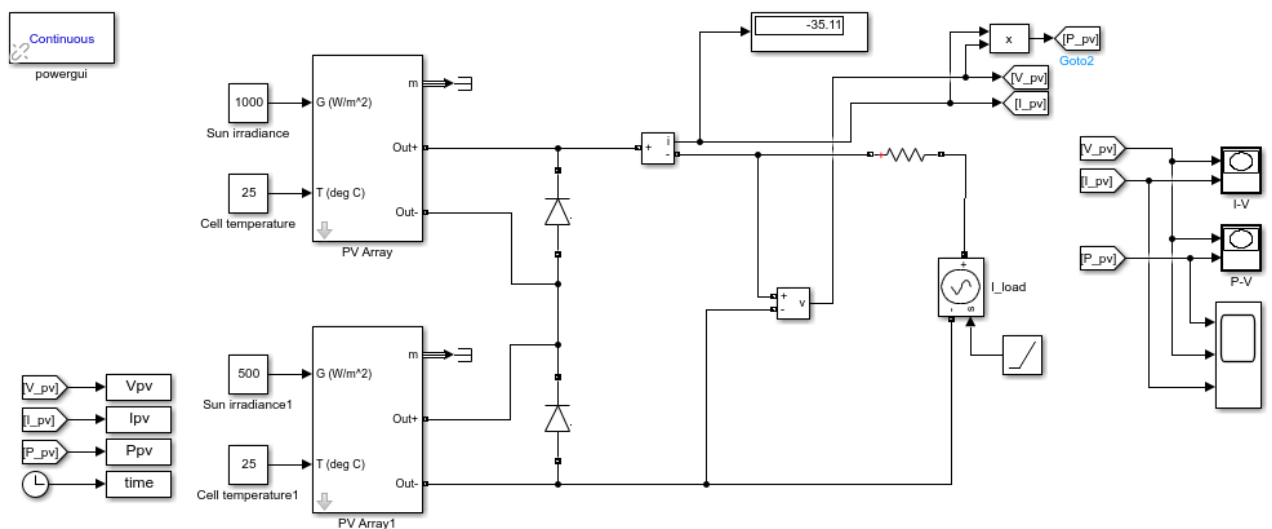 Continuous
powergui
1000
Sun irradiance
25
Cell temperature
G (W/m^2)
T (deg C)
m
Out+
Out-
PV Array
500
Sun irradiance1
25
Cell temperature1
G (W/m^2)
T (deg C)
m
Out+
Out-
PV Array1
[V_pv]
Vpv
[I_pv]
Ipv
[P_pv]
Ppv
time
+
i
-
-35.11
x
[P_pv]
Goto2
[V_pv]
[I_pv]
+
-
v
+
-
s
I_load
[V_pv]
[I_pv]
I-V
[P_pv]
P-V